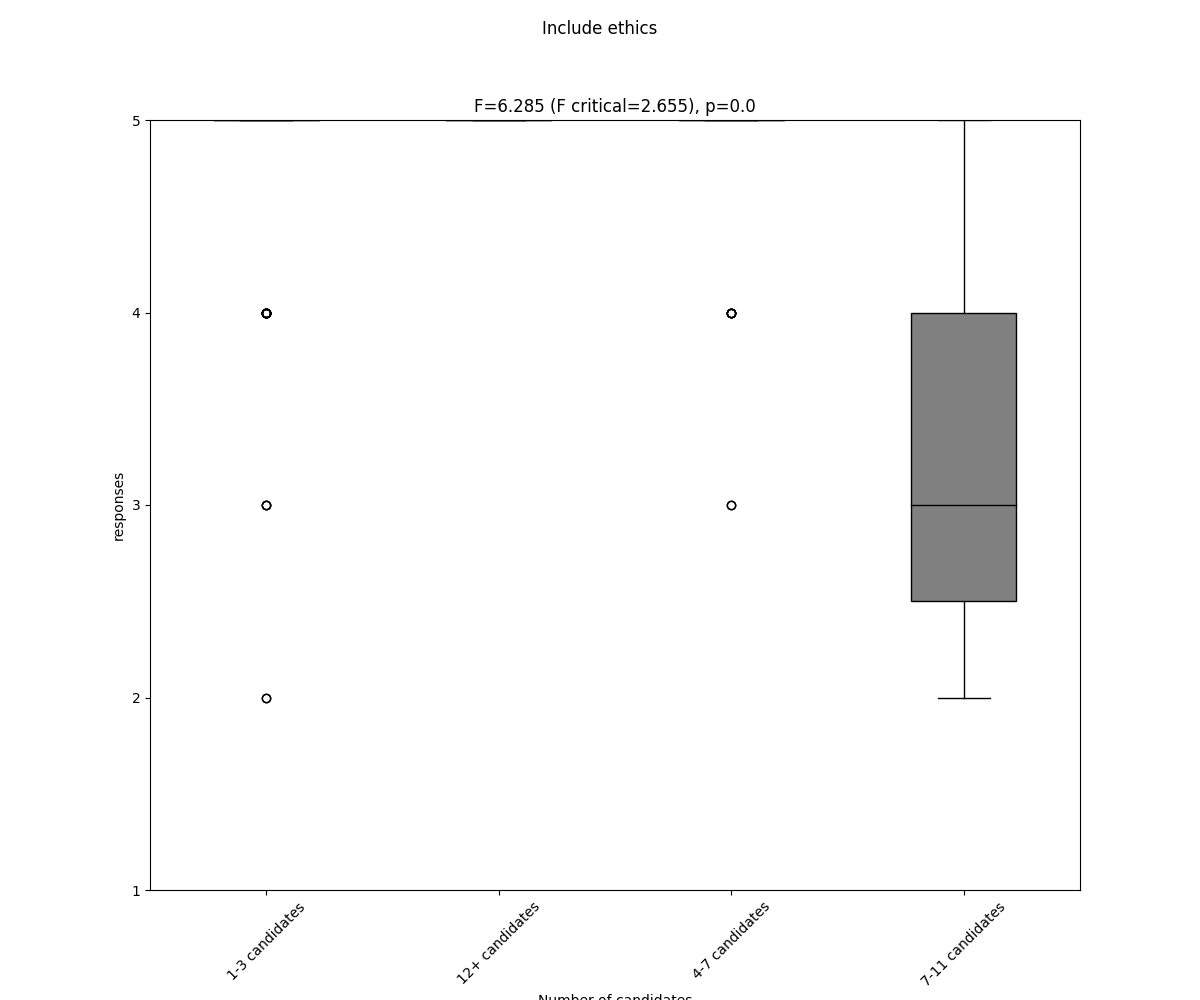 Include ethics
F=6.285 (F critical=2.655), p=0.0
5
4
3
2
1
responses
1-3 candidates
12+ candidates
4-7 candidates
7-11 candidates
Number of candidates